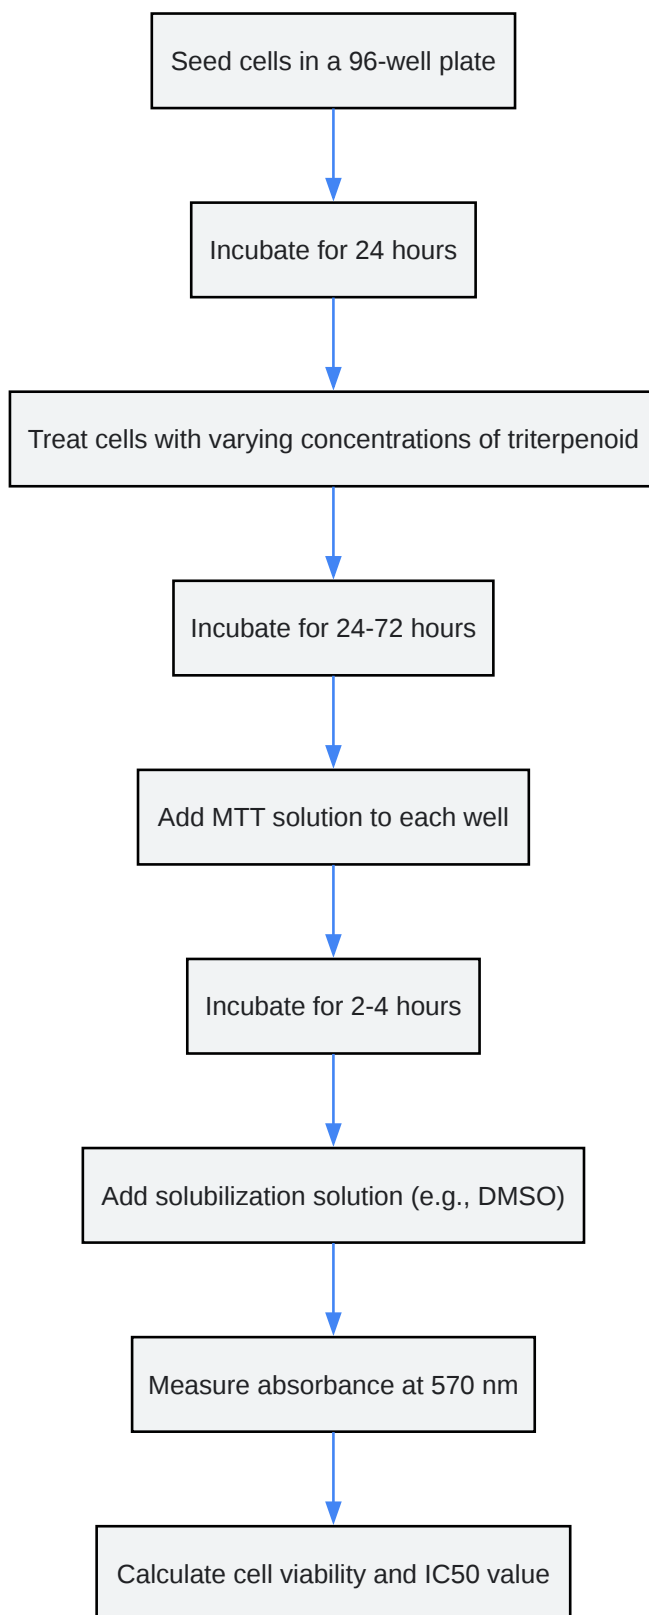 Seed cells in a 96-well plate
Incubate for 24 hours
Treat cells with varying concentrations of triterpenoid
Incubate for 24-72 hours
Add MTT solution to each well
Incubate for 2-4 hours
Add solubilization solution (e.g., DMSO)
Measure absorbance at 570 nm
Calculate cell viability and IC50 value